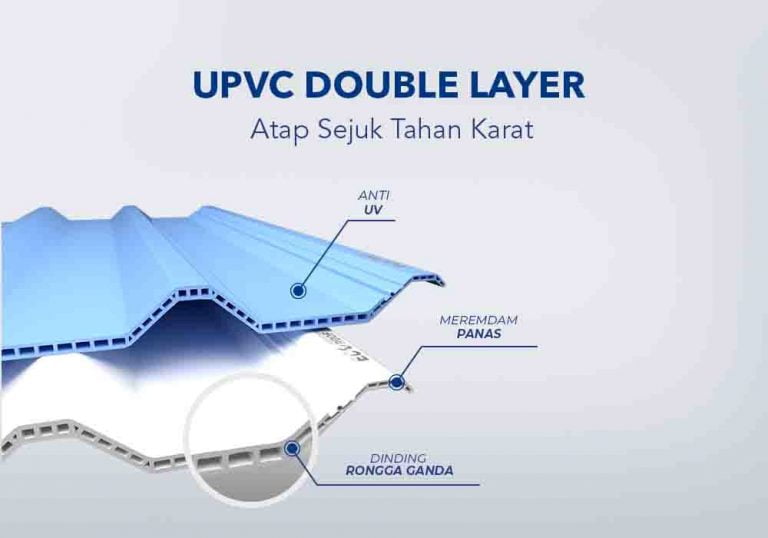 UPVC DOUBLE LAYER
Atap Sejuk Tahan Karat
ANTI
UV
MEREMDAM
PANAS
DINDING
RONGGA GANDA